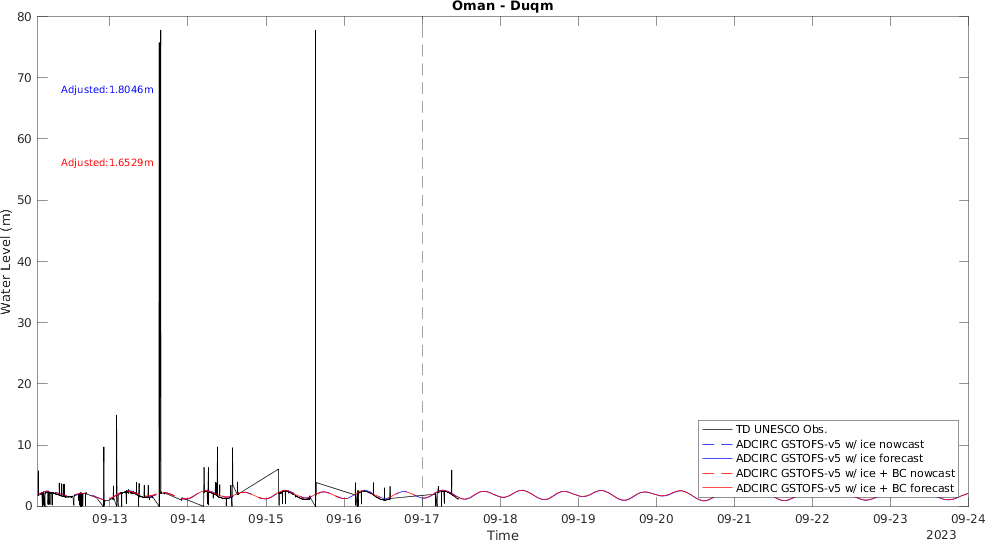 Oman - Duqm
80
70
60
50
40
30
20
10
0
Water Level (m)
Adjusted:1.8046m
Adjusted:1.6529m
TD UNESCO Obs.
ADCIRC GSTOFS-v5 w/ ice nowcast
ADCIRC GSTOFS-v5 w/ ice forecast
ADCIRC GSTOFS-v5 w/ ice + BC nowcast
ADCIRC GSTOFS-v5 w/ ice + BC forecast
09-13 09-14 09-15 09-16 09-17 09-18 09-19 09-20 09-21 09-22 09-23 09-24
Time
2023